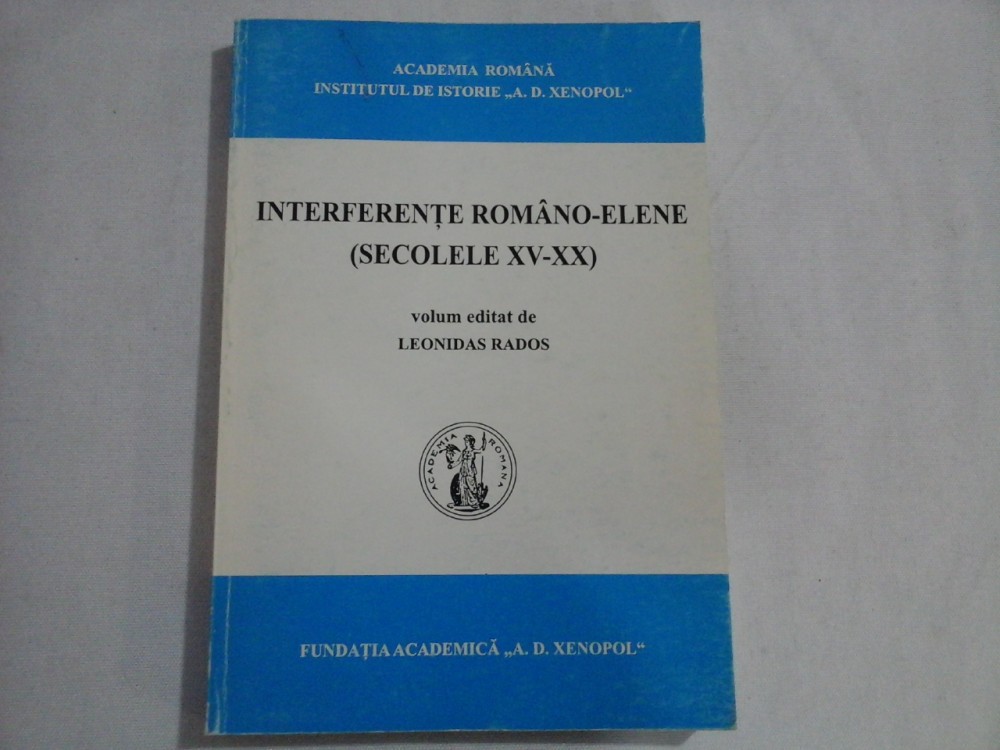 ACADEMIA ROMÂNĂ
INSTITUTUL DE ISTORIE „A. D. XENOPOL“
INTERFERENȚE ROMÂNO-ELENE
(SECOLELE XV-XX)
volum editat de
LEONIDAS RADOS
ACADEMIA ROMANA
FUNDAȚIA ACADEMICĂ „A. D. XENOPOL“